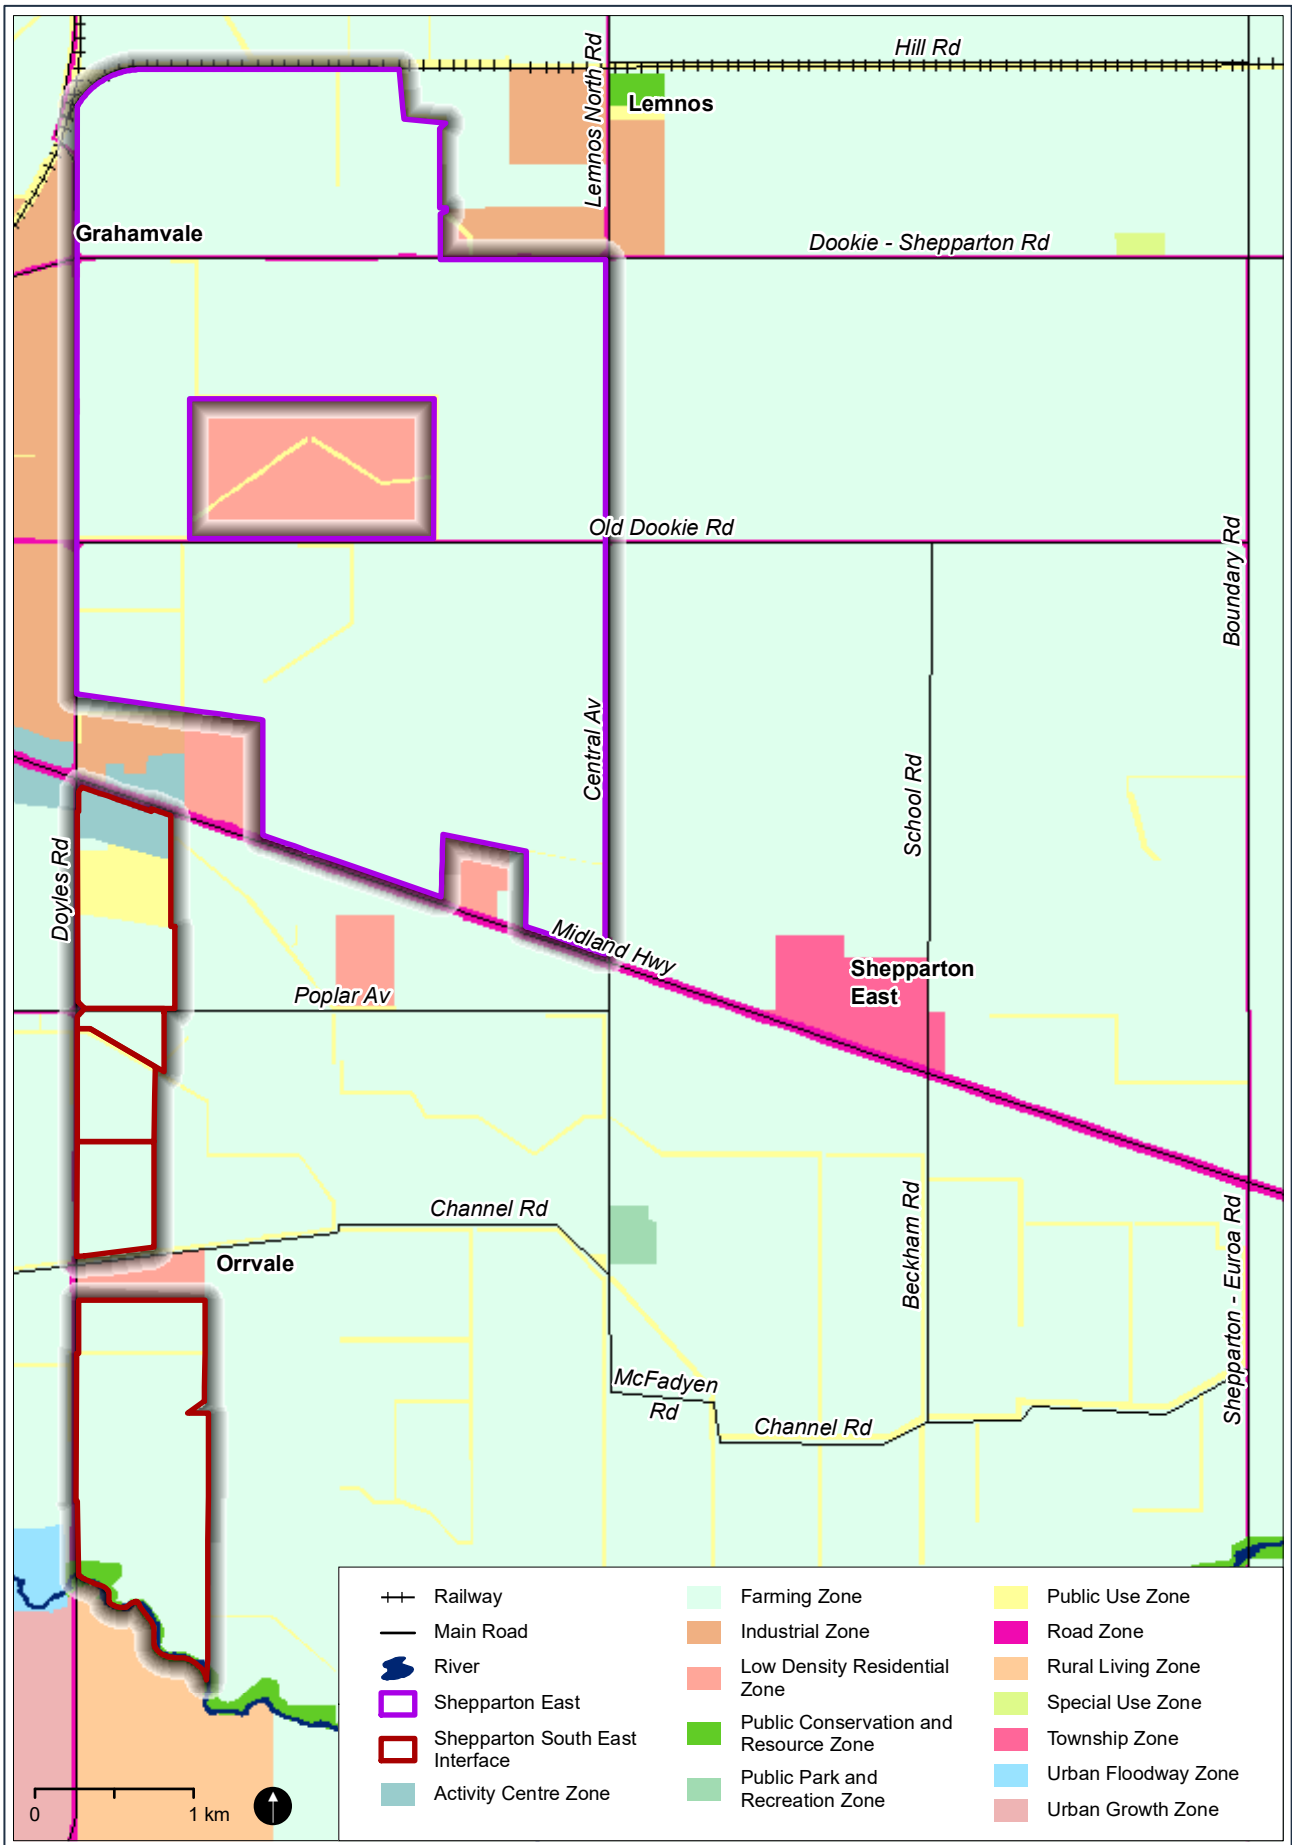 Hill Rd
Lemnos North Rd
Lemnos
Grahamvale
Dookie - Shepparton Rd
Old Dookie Rd
Boundary Rd
Central Av
School Rd
Doyles Rd
Midland Hwy
Shepparton
East
Poplar Av
Channel Rd
Beckham Rd
Orrvale
Shepparton - Euroa Rd
McFadyen
Rd
Channel Rd
Railway
Main Road
River
Shepparton East
Shepparton South East
Interface
Activity Centre Zone
Farming Zone
Industrial Zone
Low Density Residential
Zone
Public Conservation and
Resource Zone
Public Park and
Recreation Zone
Public Use Zone
Road Zone
Rural Living Zone
Special Use Zone
Township Zone
Urban Floodway Zone
Urban Growth Zone
0 1 km